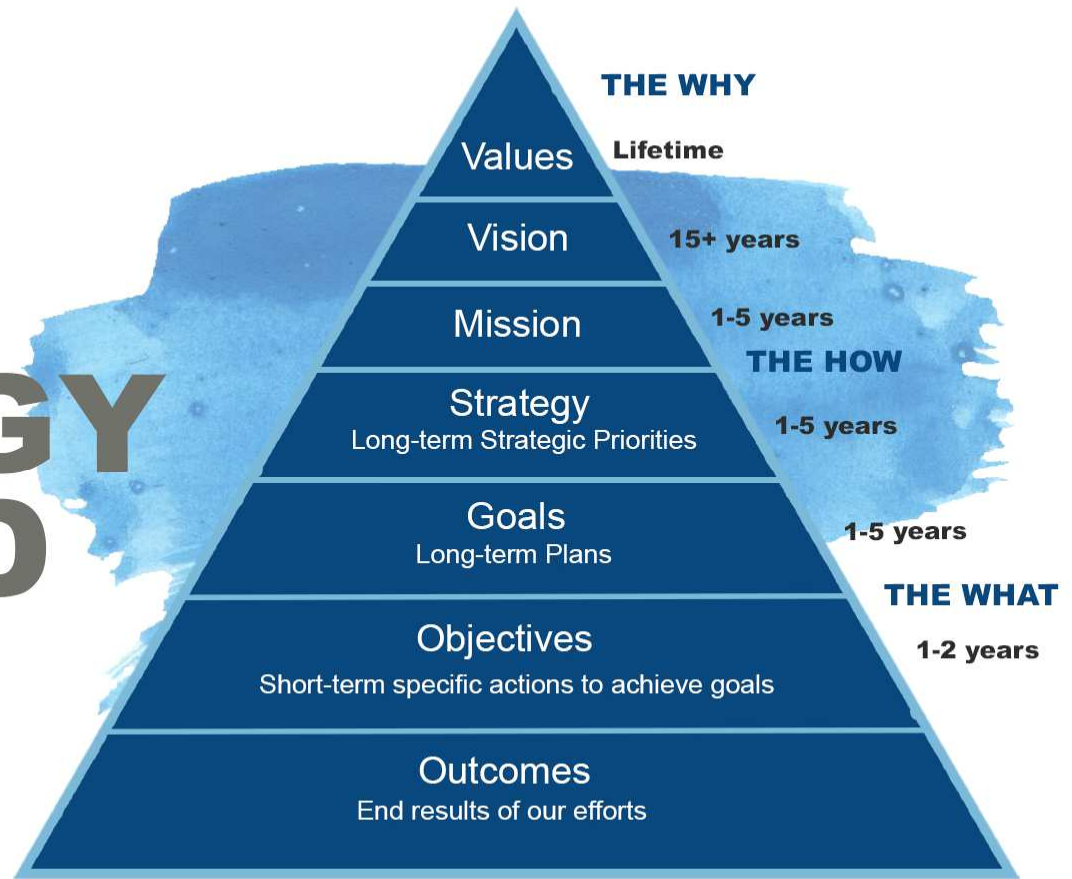 THE WHY
Values
Lifetime
Vision
15+ years
Mission
1-5 years
THE HOW
Strategy
Long-term Strategic Priorities
1-5 years
Goals
Long-term Plans
1-5 years
THE WHAT
Objectives
Short-term specific actions to achieve goals
1-2 years
Outcomes
End results of our efforts